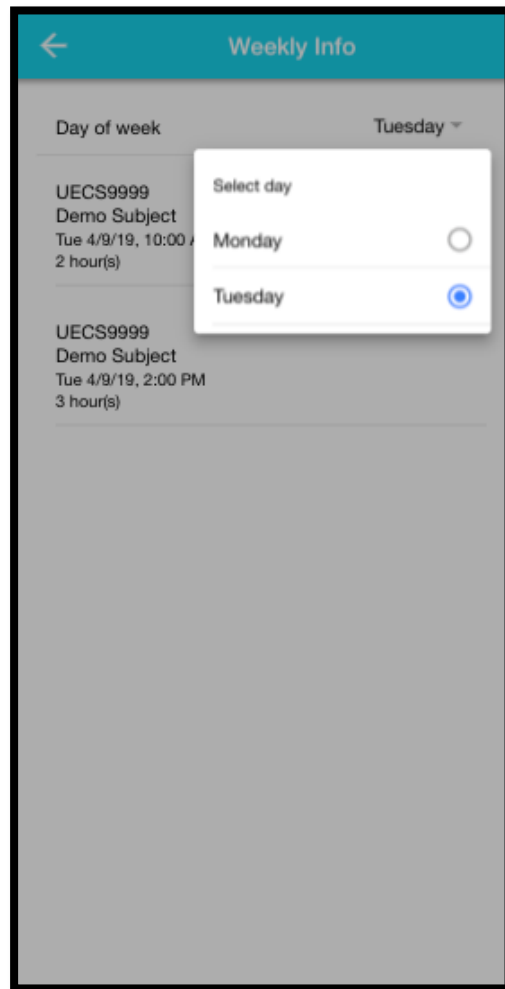 Weekly Info
Day of week
Tuesday
UECS9999
Demo Subject
Tue 4/9/19, 10:00
2 hour(s)
Select day
Monday
Tuesday
UECS9999
Demo Subject
Tue 4/9/19, 2:00 PM
3 hour(s)